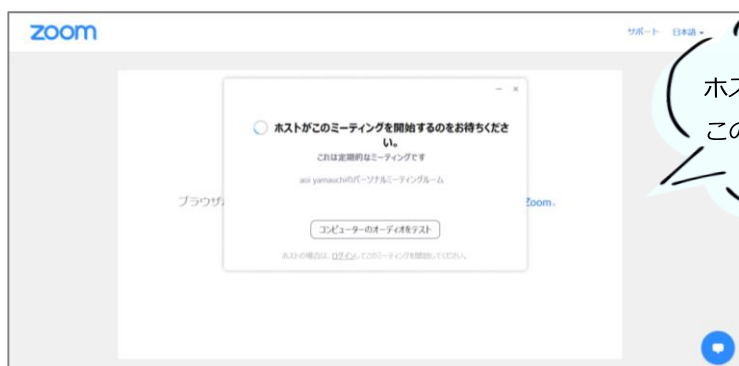 zoom
サポート 日本語
ホス
この
ホストがこのミーティングを開始するのをお待ちくださ
い。
これは定期的なミーティングです
aoi yamauchiのパーソナルミーティングルーム
ブラウザ
Zoom.
コンピューターのオーディオをテスト
ホストの場合は、ログインしてこのミーティングを開始してください。